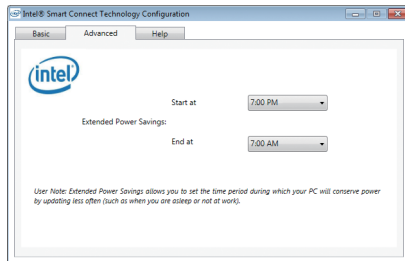 Intel® Smart Connect Technology Configuration
Basic Advanced Help
intel
Start at 7:00 PM
Extended Power Savings:
End at 7:00 AM
User Note: Extended Power Savings allows you to set the time period during which your PC will conserve power
by updating less often (such as when you are asleep or not at work).